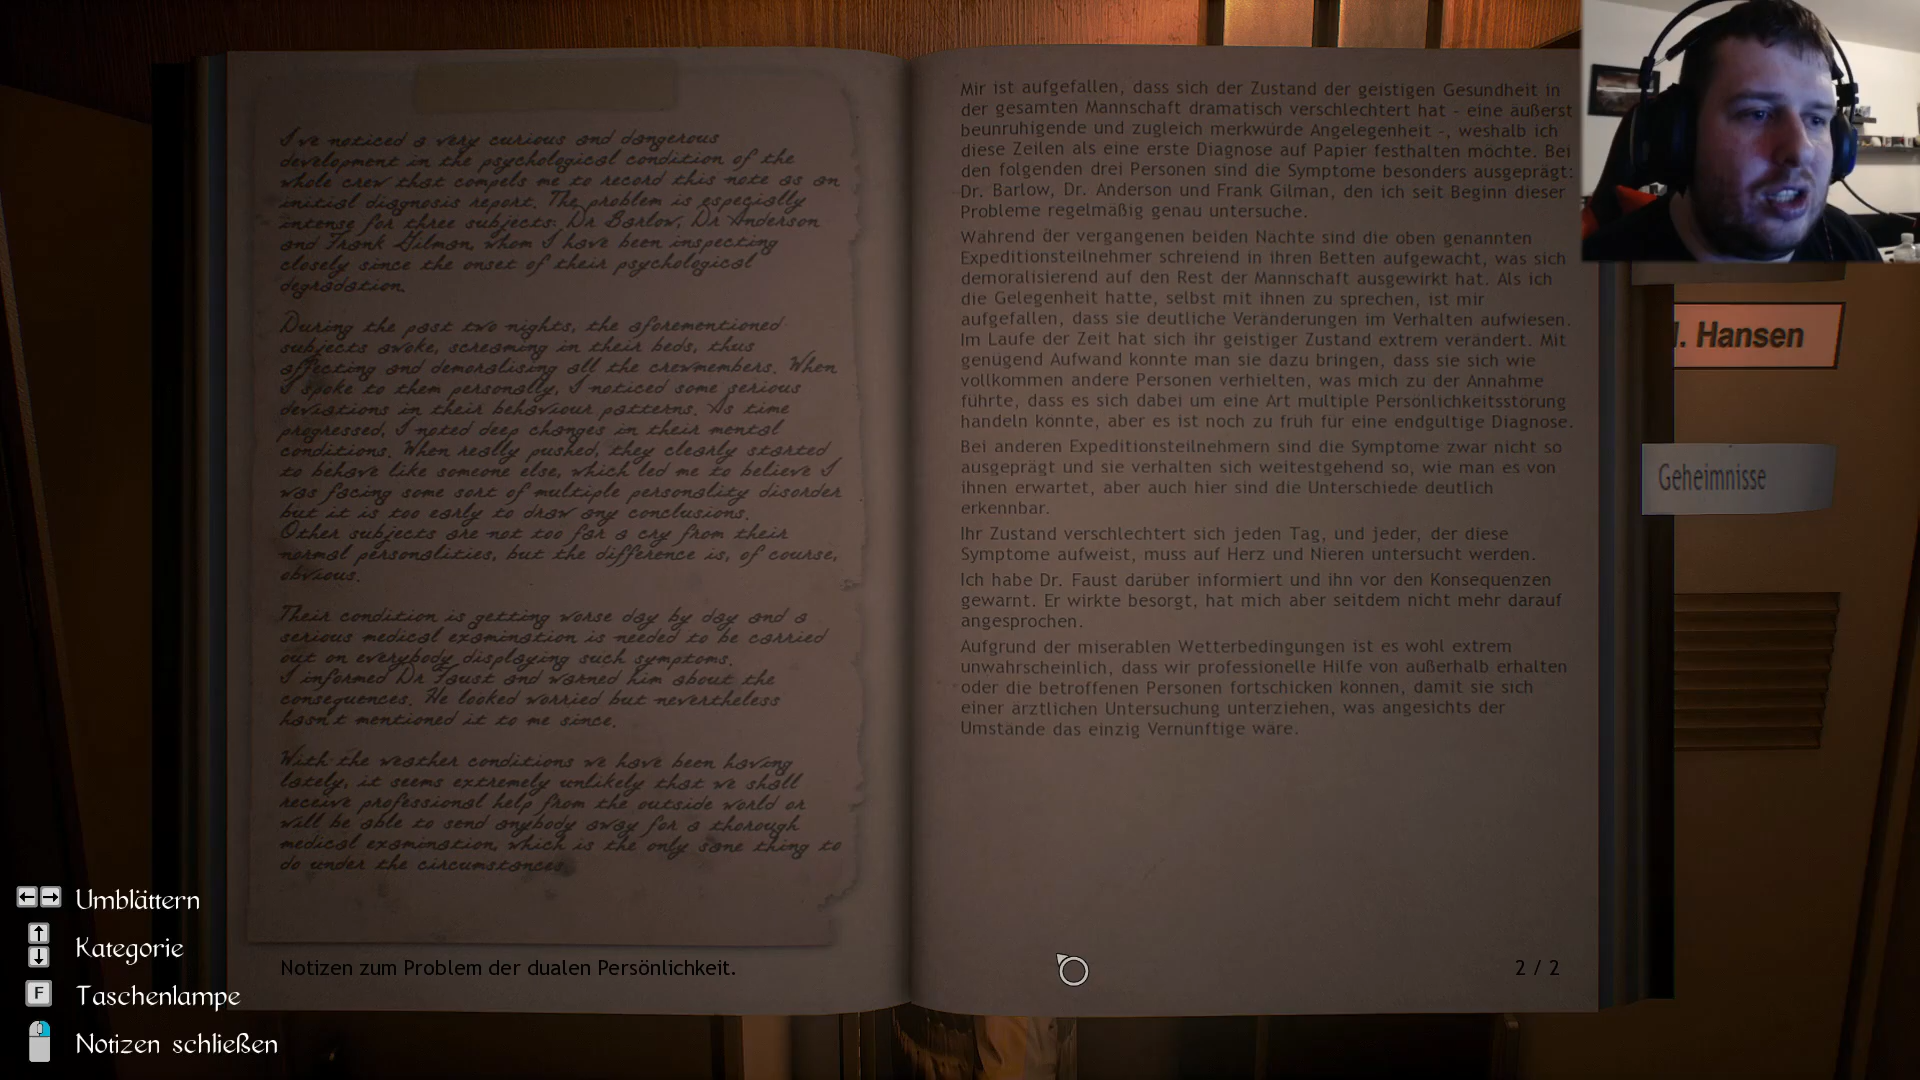 I've noticed a very curious and dangerous
development in the psychological condition of the
whole crew that compels me to record this note as an
initial diagnosis report. The problem is especially
intense for three subjects: Dr Barlow, Dr Anderson
and Frank Gilman, whom I have been inspecting
closely since the onset of their psychological
degradation.
During the past two nights, the aforementioned
subjects awoke, screaming in their beds, thus
affecting and demoralising all the crewmembers. When
I spoke to them personally, I noticed some serious
deviations in their behaviour patterns. As time
progressed, I noted deep changes in their mental
conditions. When really pushed, they clearly started
to behave like someone else, which led me to believe I
was facing some sort of multiple personality disorder
but it is too early to draw any conclusions.
Other subjects are not too far a cry from their
normal personalities, but the difference is, of course,
obvious.
Their condition is getting worse day by day and a
serious medical examination is needed to be carried
out on everybody displaying such symptoms.
I informed Dr Faust and warned him about the
consequences. He looked worried but nevertheless
hasn't mentioned it to me since.
With the weather conditions we have been having
lately, it seems extremely unlikely that we shall
receive professional help from the outside world or
will be able to send anybody away for a thorough
medical examination, which is the only sane thing to
do under the circumstances.
Notizen zum Problem der dualen Persönlichkeit.
Mir ist aufgefallen, dass sich der Zustand der geistigen Gesundheit in
der gesamten Mannschaft dramatisch verschlechtert hat - eine äußerst
beunruhigende und zugleich merkwürde Angelegenheit -, weshalb ich
diese Zeilen als eine erste Diagnose auf Papier festhalten möchte. Bei
den folgenden drei Personen sind die Symptome besonders ausgeprägt:
Dr. Barlow, Dr. Anderson und Frank Gilman, den ich seit Beginn dieser
Probleme regelmäßig genau untersuche.
Während der vergangenen beiden Nächte sind die oben genannten
Expeditionsteilnehmer schreiend in ihren Betten aufgewacht, was sich
demoralisierend auf den Rest der Mannschaft ausgewirkt hat. Als ich
die Gelegenheit hatte, selbst mit ihnen zu sprechen, ist mir
aufgefallen, dass sie deutliche Veränderungen im Verhalten aufwiesen.
Im Laufe der Zeit hat sich ihr geistiger Zustand extrem verändert. Mit
genügend Aufwand konnte man sie dazu bringen, dass sie sich wie
vollkommen andere Personen verhielten, was mich zu der Annahme
führte, dass es sich dabei um eine Art multiple Persönlichkeitsstörung
handeln könnte, aber es ist noch zu früh für eine endgültige Diagnose.
Bei anderen Expeditionsteilnehmern sind die Symptome zwar nicht so
ausgeprägt und sie verhalten sich weitestgehend so, wie man es von
ihnen erwartet, aber auch hier sind die Unterschiede deutlich
erkennbar.
Ihr Zustand verschlechtert sich jeden Tag, und jeder, der diese
Symptome aufweist, muss auf Herz und Nieren untersucht werden.
Ich habe Dr. Faust darüber informiert und ihn vor den Konsequenzen
gewarnt. Er wirkte besorgt, hat mich aber seitdem nicht mehr darauf
angesprochen.
Aufgrund der miserablen Wetterbedingungen ist es wohl extrem
unwahrscheinlich, dass wir professionelle Hilfe von außerhalb erhalten
oder die betroffenen Personen fortschicken können, damit sie sich
einer ärztlichen Untersuchung unterziehen, was angesichts der
Umstände das einzig Vernünftige wäre.
2 / 2
. Hansen
Geheimnisse
Umblättern
Kategorie
F Taschenlampe
Notizen schließen